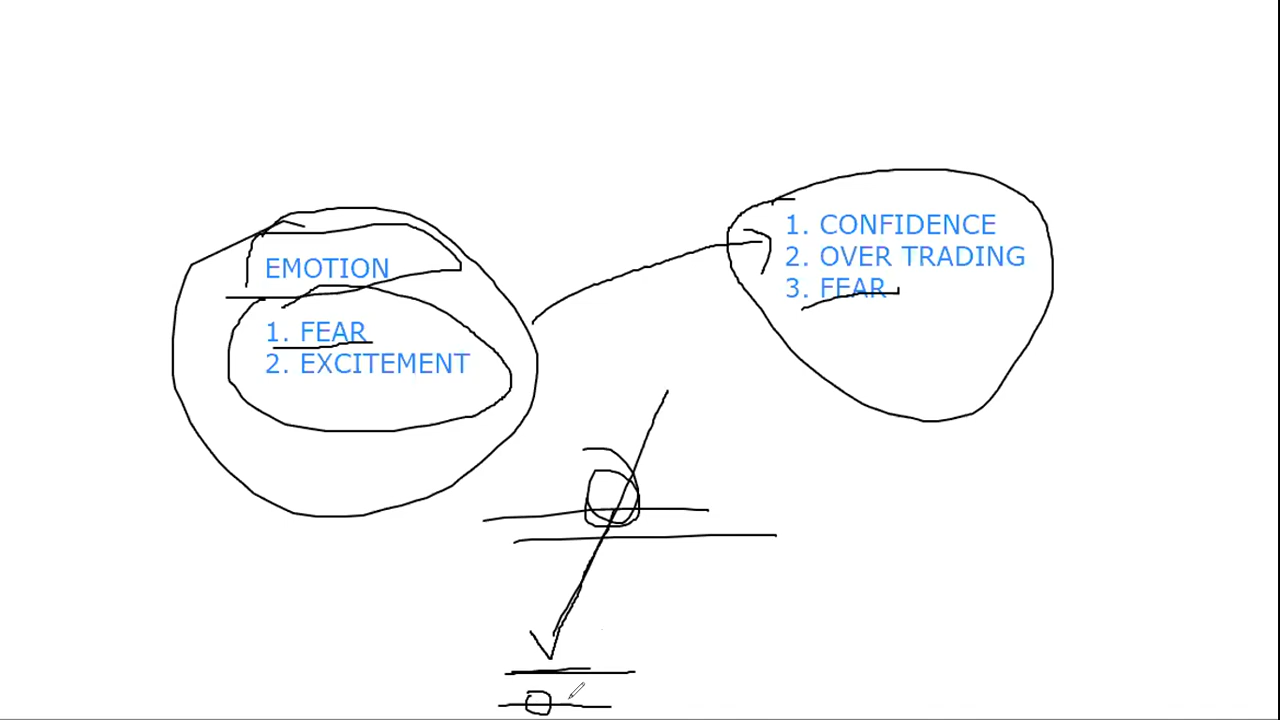 EMOTION
1. FEAR
2. EXCITEMENT
1. CONFIDENCE
2. OVER TRADING
3. FEAR